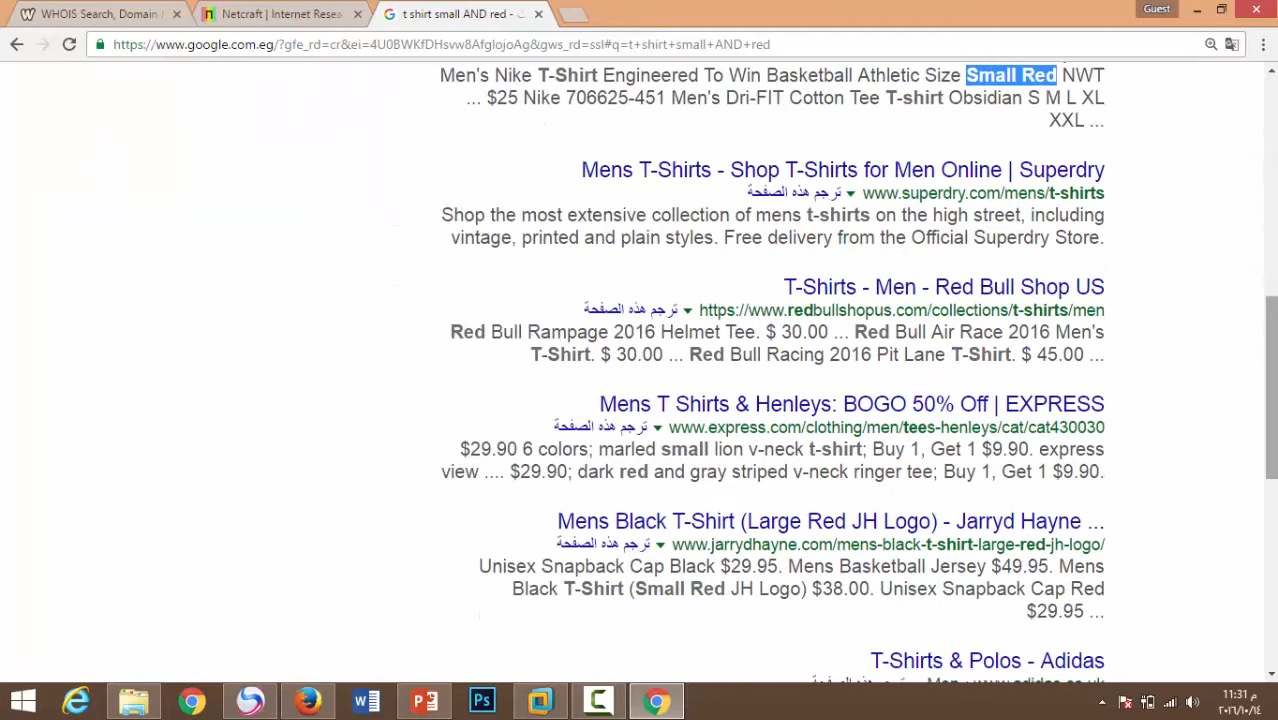 WHOIS Search, Domain
Netcraft | Internet Resea
t shirt small AND red -
Guest
https://www.google.com.eg/?gfe_rd=cr&ei=4U0BWKfDHsvw8AfgIojoAg&gws_rd=ssl#q=t+shirt+small+AND+red
Men's Nike T-Shirt Engineered To Win Basketball Athletic Size Small Red NWT
... $25 Nike 706625-451 Men's Dri-FIT Cotton Tee T-shirt Obsidian S M L XL
XXL ...
Mens T-Shirts - Shop T-Shirts for Men Online | Superdry
www.superdry.com/mens/t-shirts ترجم هذه الصفحة
Shop the most extensive collection of mens t-shirts on the high street, including
vintage, printed and plain styles. Free delivery from the Official Superdry Store.
T-Shirts - Men - Red Bull Shop US
https://www.redbullshopus.com/collections/t-shirts/men ترجم هذه الصفحة
Red Bull Rampage 2016 Helmet Tee. $ 30.00 ... Red Bull Air Race 2016 Men's
T-Shirt. $ 30.00 ... Red Bull Racing 2016 Pit Lane T-Shirt. $ 45.00 ...
Mens T Shirts & Henleys: BOGO 50% Off | EXPRESS
www.express.com/clothing/men/tees-henleys/cat/cat430030 ترجم هذه الصفحة
$29.90 6 colors; marled small lion v-neck t-shirt; Buy 1, Get 1 $9.90. express
view .... $29.90; dark red and gray striped v-neck ringer tee; Buy 1, Get 1 $9.90.
Mens Black T-Shirt (Large Red JH Logo) - Jarryd Hayne ...
www.jarrydhayne.com/mens-black-t-shirt-large-red-jh-logo/ ترجم هذه الصفحة
Unisex Snapback Cap Black $29.95. Mens Basketball Jersey $49.95. Mens
Black T-Shirt (Small Red JH Logo) $38.00. Unisex Snapback Cap Red
$29.95 ...
T-Shirts & Polos - Adidas
Ps
11:31 م
٢٠١٦/١٠/١٤